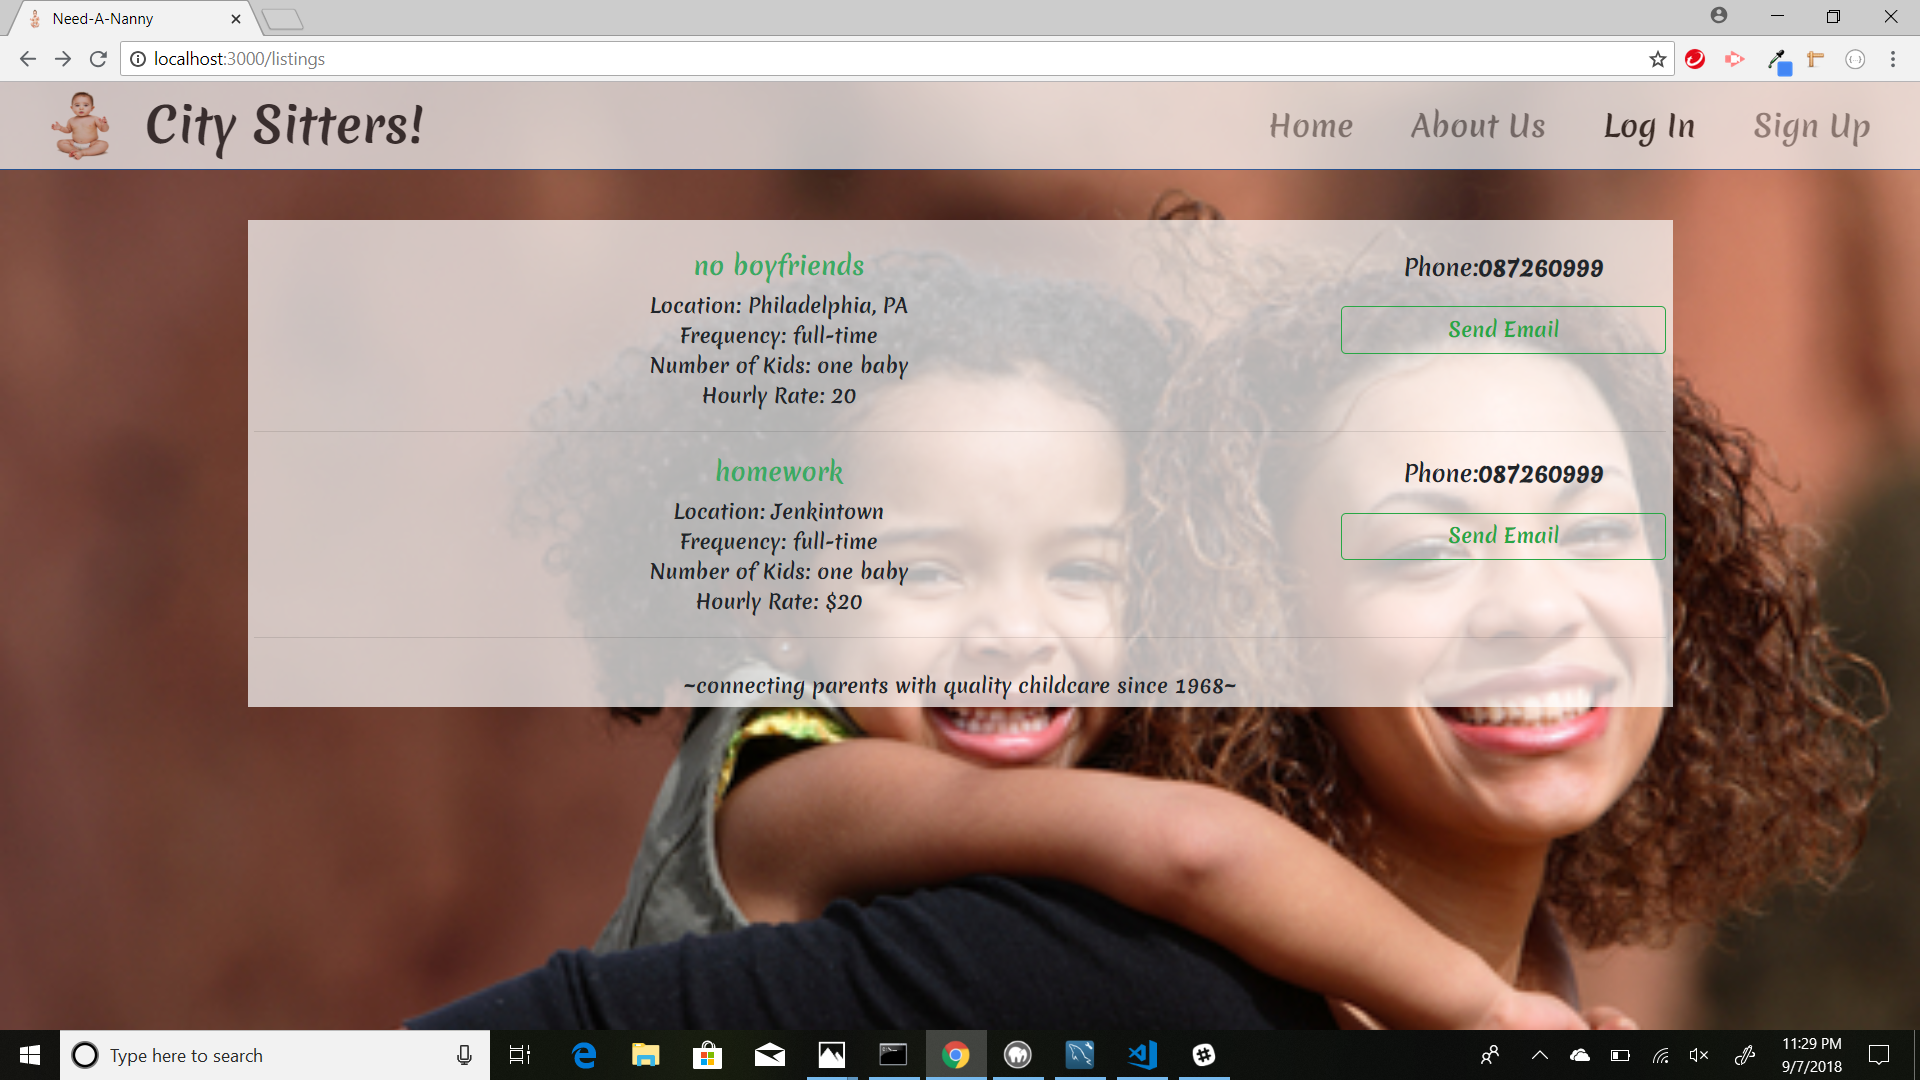 Need-A-Nanny
localhost:3000/listings
City Sitters!
Home About Us Log In Sign Up
no boyfriends
Location: Philadelphia, PA
Frequency: full-time
Number of Kids: one baby
Hourly Rate: 20
Phone:087260999
Send Email
homework
Location: Jenkintown
Frequency: full-time
Number of Kids: one baby
Hourly Rate: $20
Phone:087260999
Send Email
~connecting parents with quality childcare since 1968~
Type here to search
11:29 PM
9/7/2018